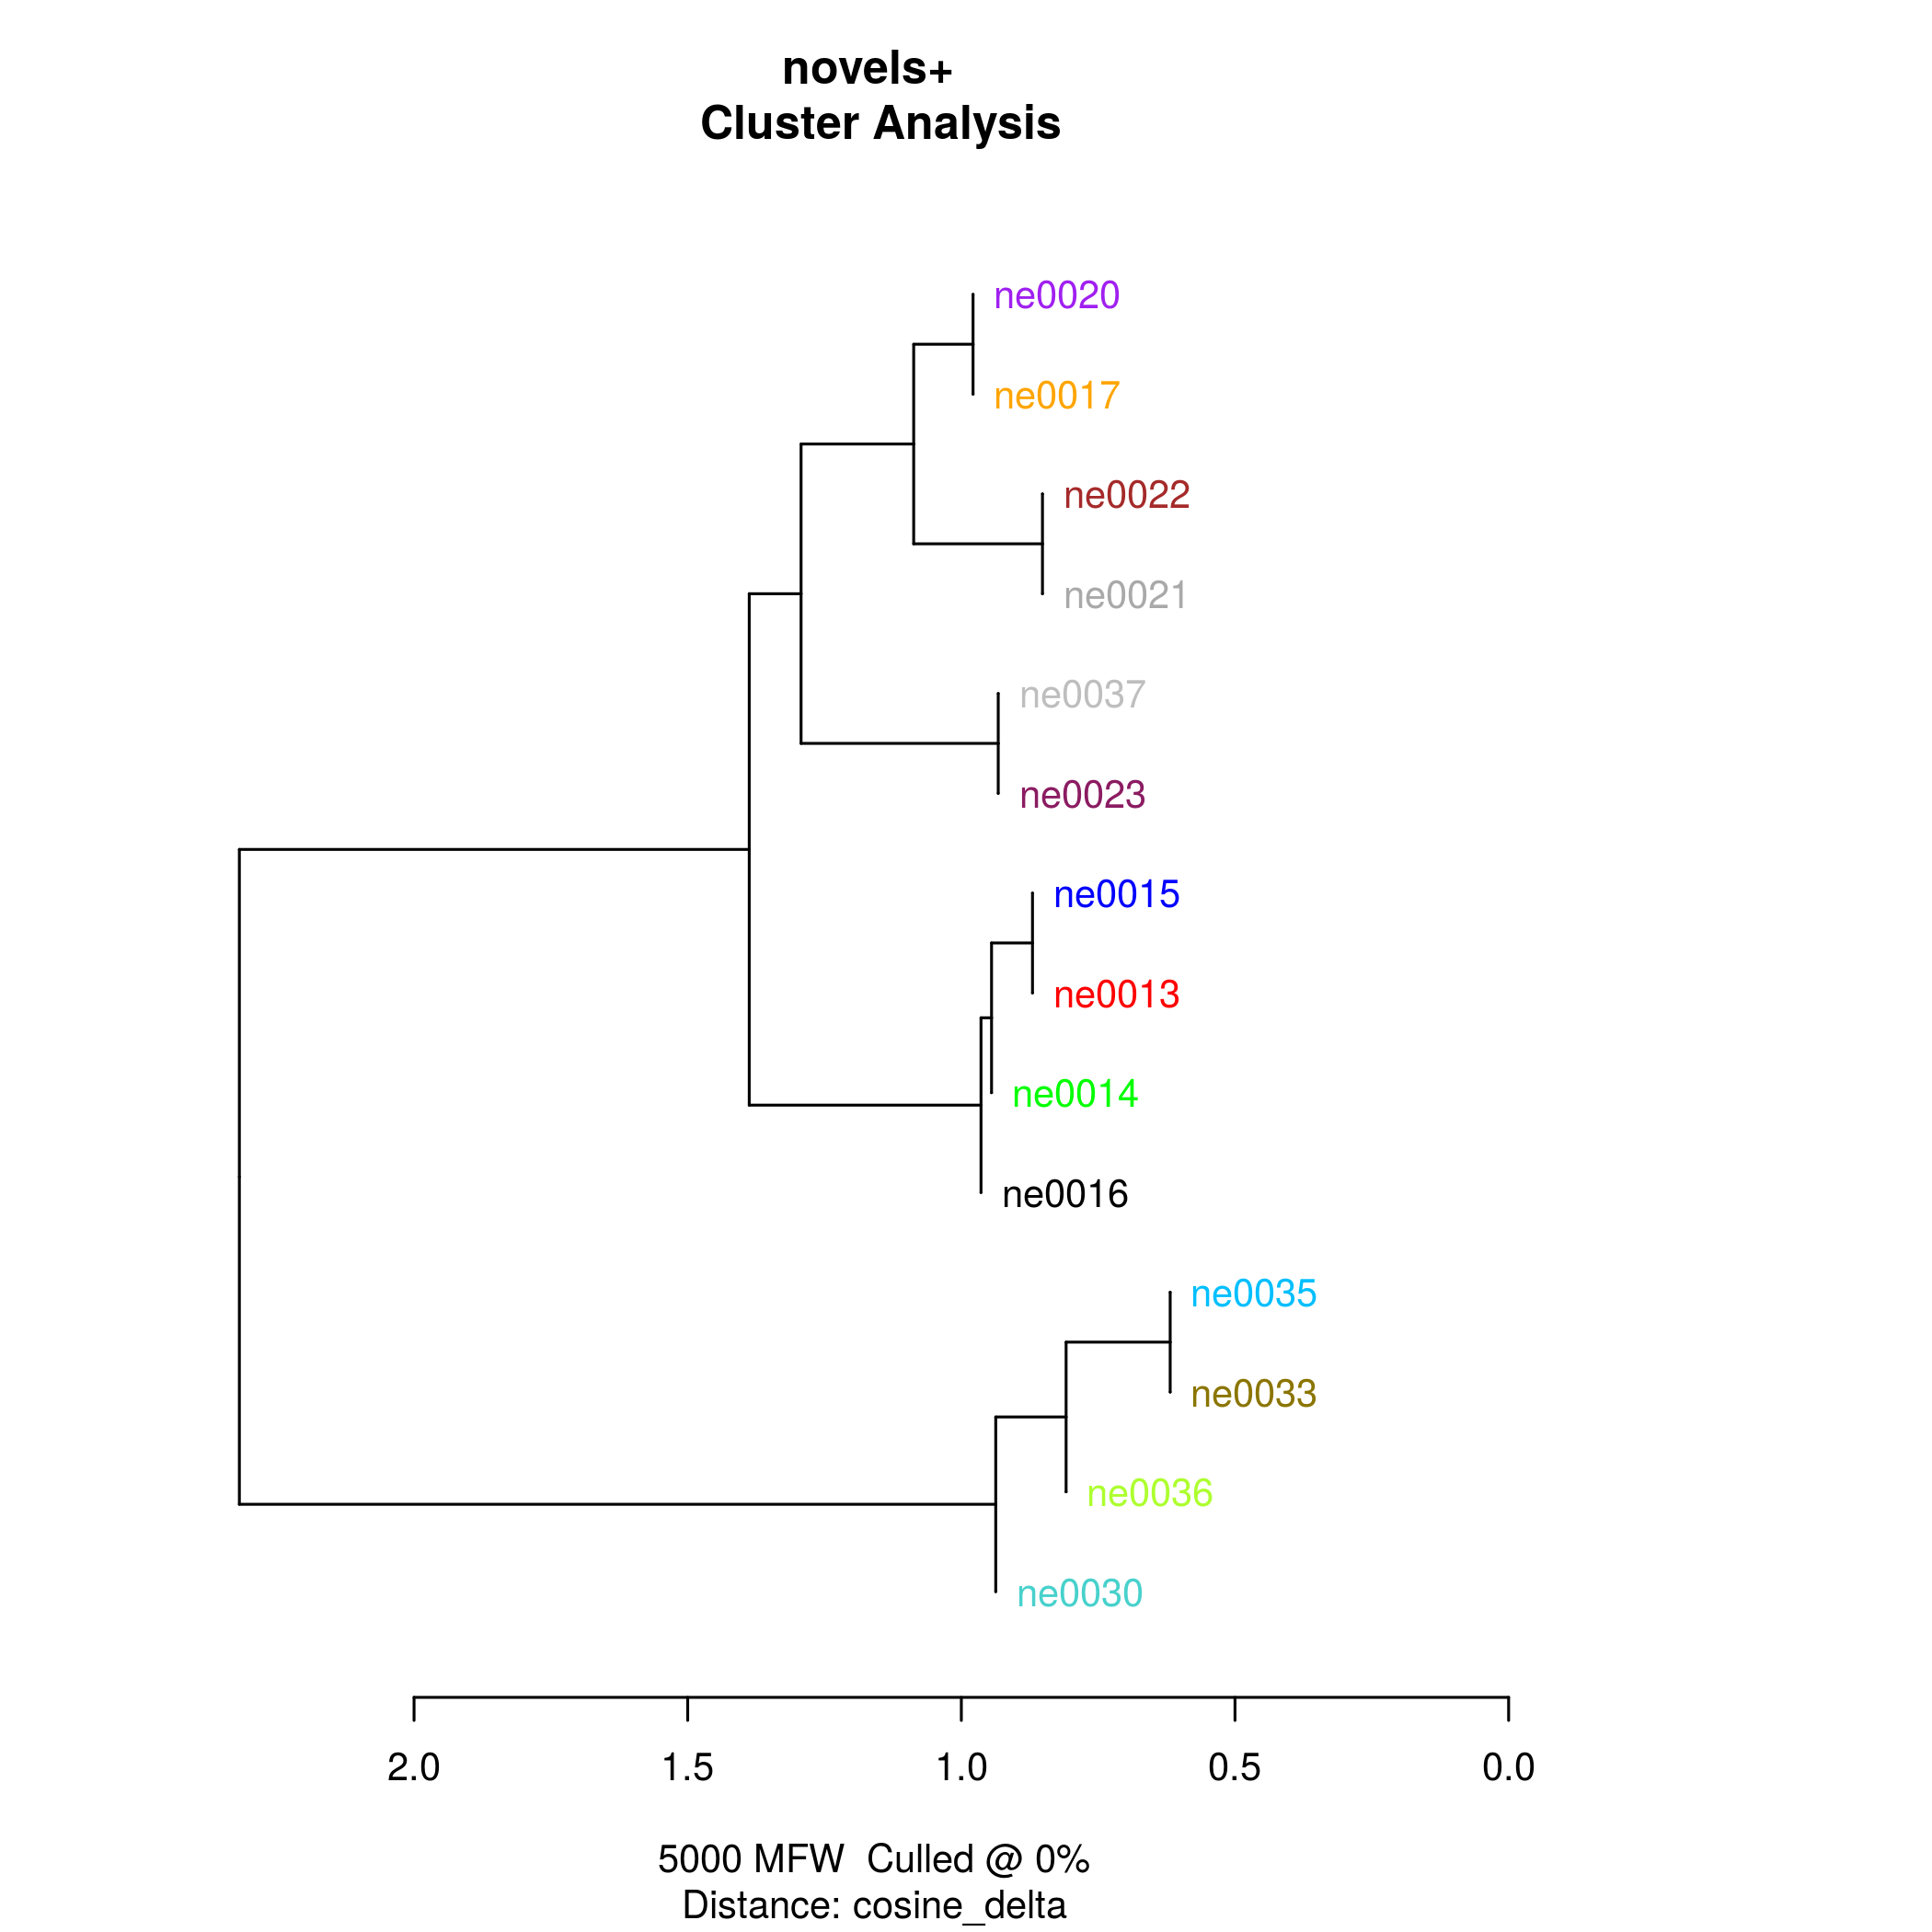 novels+
Cluster Analysis
ne0020
ne0017
ne0022
ne0021
ne0037
ne0023
ne0015
ne0013
ne0014
ne0016
ne0035
ne0033
ne0036
ne0030
2.0 1.5 1.0 0.5 0.0
5000 MFW  Culled @ 0%
Distance: cosine_delta